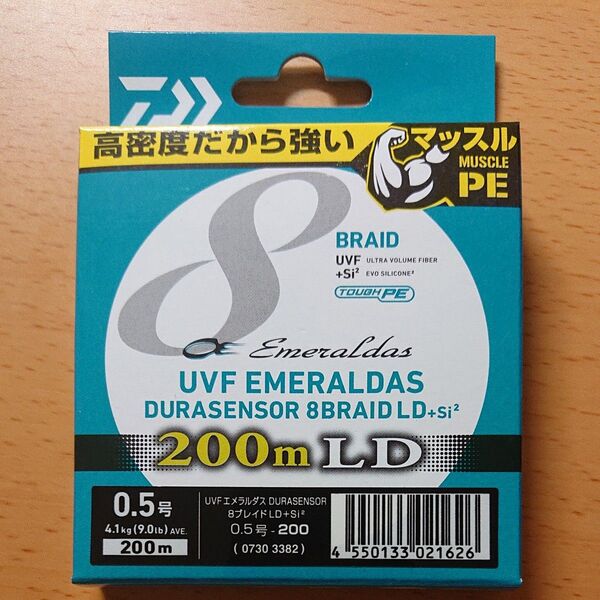 高密度だから強い
マッスル
MUSCLE
PE
8
BRAID
UVF ULTRA VOLUME FIBER
+Si² EVO SILICONE²
TOUGH PE
Emeraldas
UVF EMERALDAS
DURASENSOR 8BRAID LD+Si²
200m LD
0.5号
4.1kg (9.0lb) AVE.
200m
UVFエメラルダス DURASENSOR
8ブレイド LD+Si²
0.5号-200
( 0730 3382 )
4 550133 021626